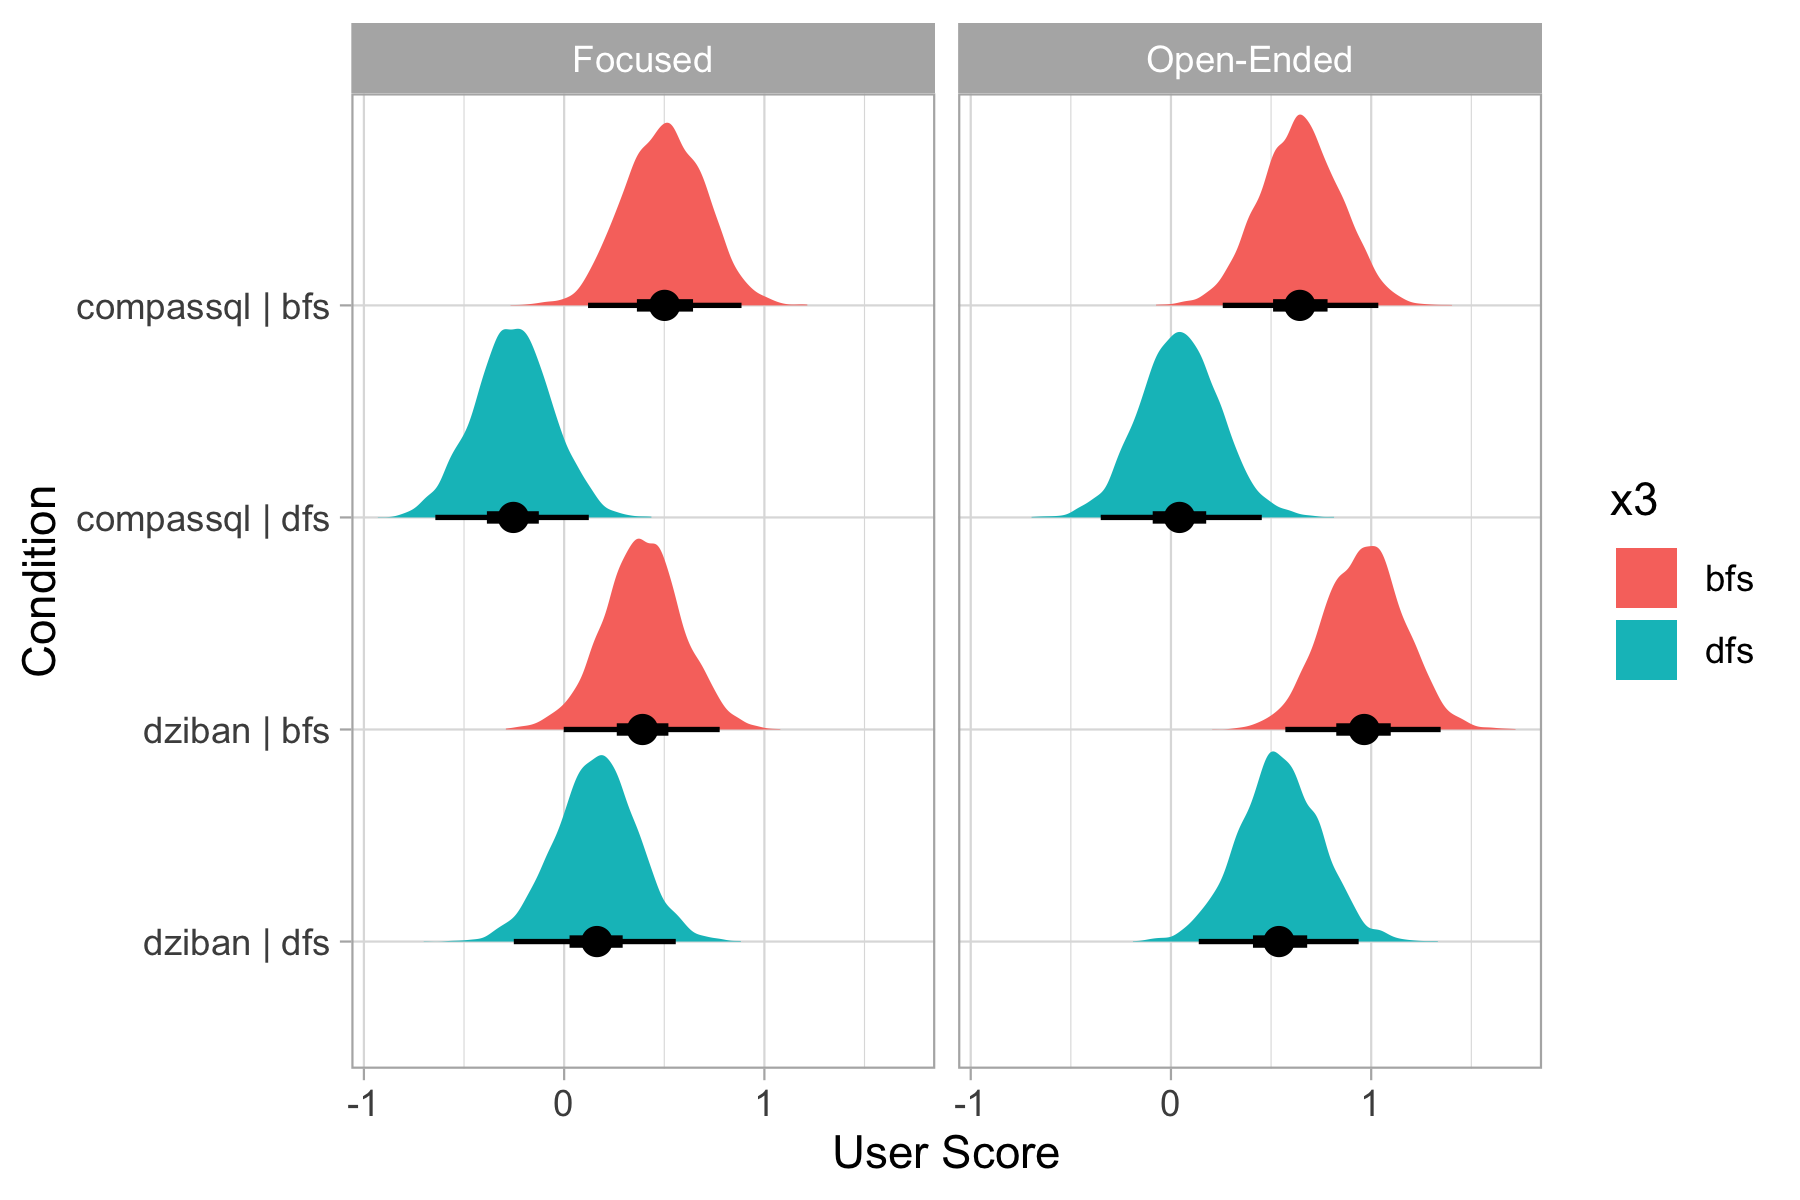 Focused
Open-Ended
Condition
compassql | bfs
compassql | dfs
dziban | bfs
dziban | dfs
-1 0 1
-1 0 1
User Score
x3
bfs
dfs